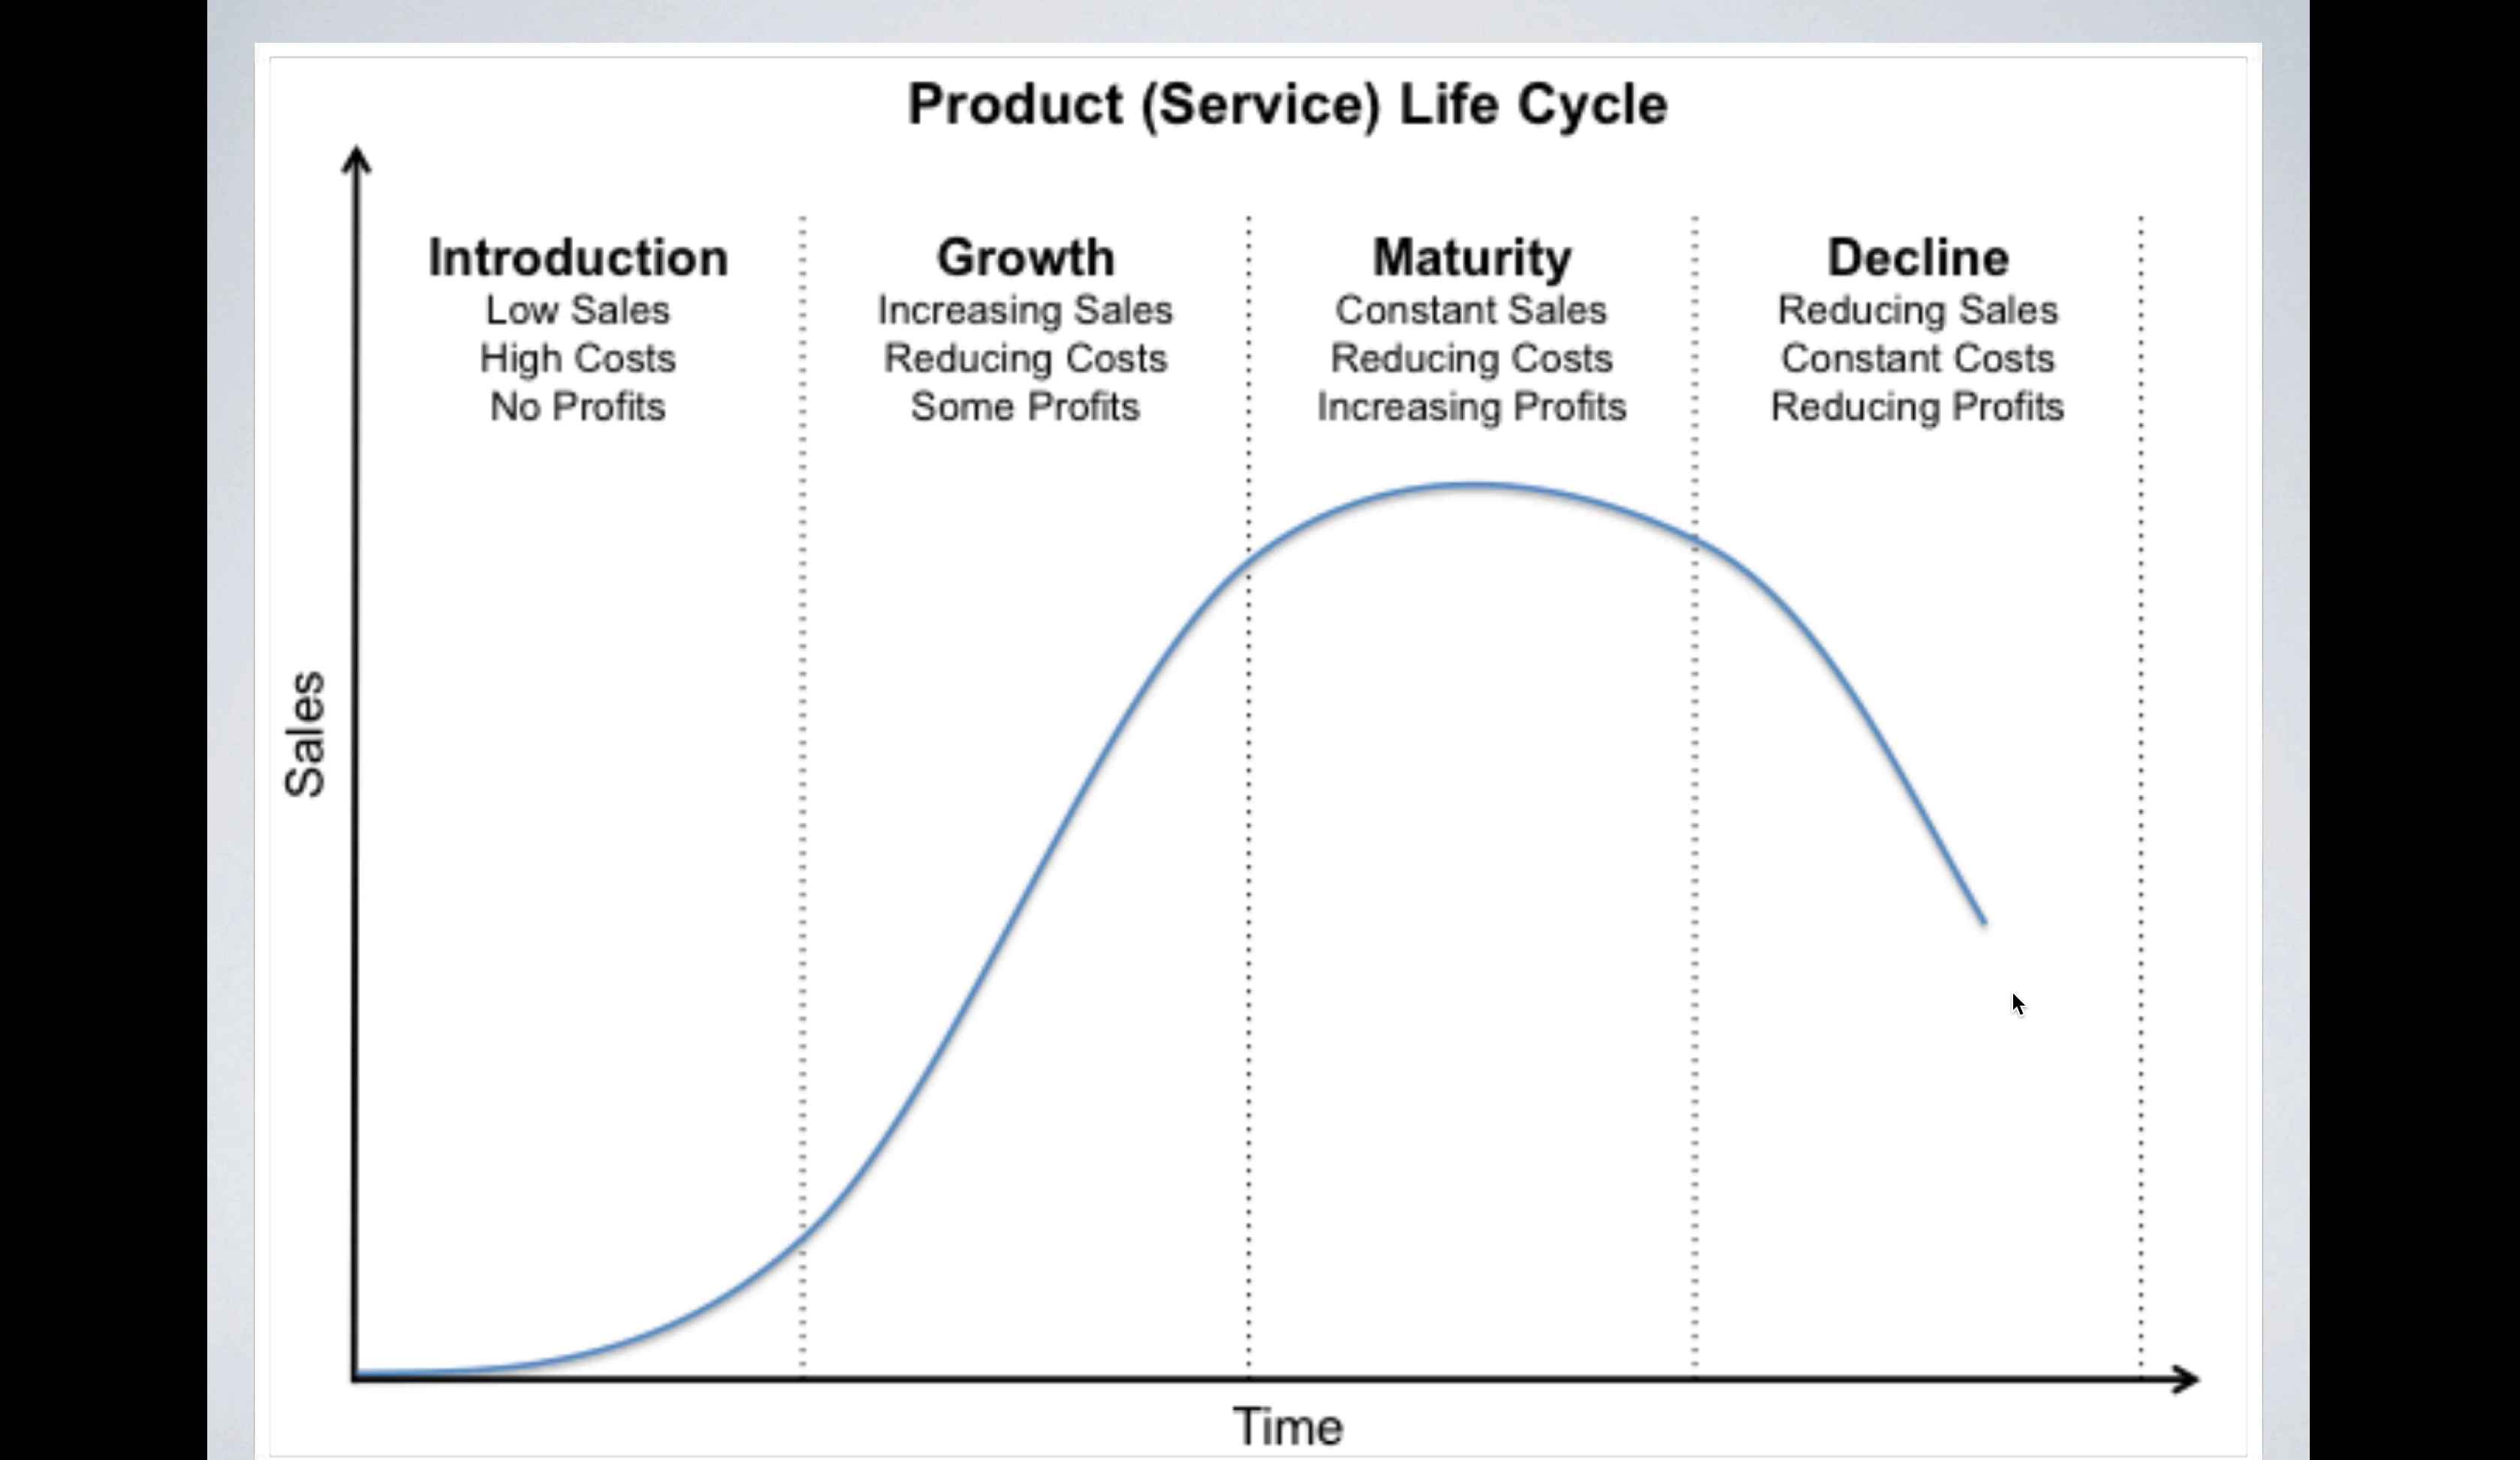 Product (Service) Life Cycle
Introduction
Low Sales
High Costs
No Profits
Growth
Increasing Sales
Reducing Costs
Some Profits
Maturity
Constant Sales
Reducing Costs
Increasing Profits
Decline
Reducing Sales
Constant Costs
Reducing Profits
Sales
Time